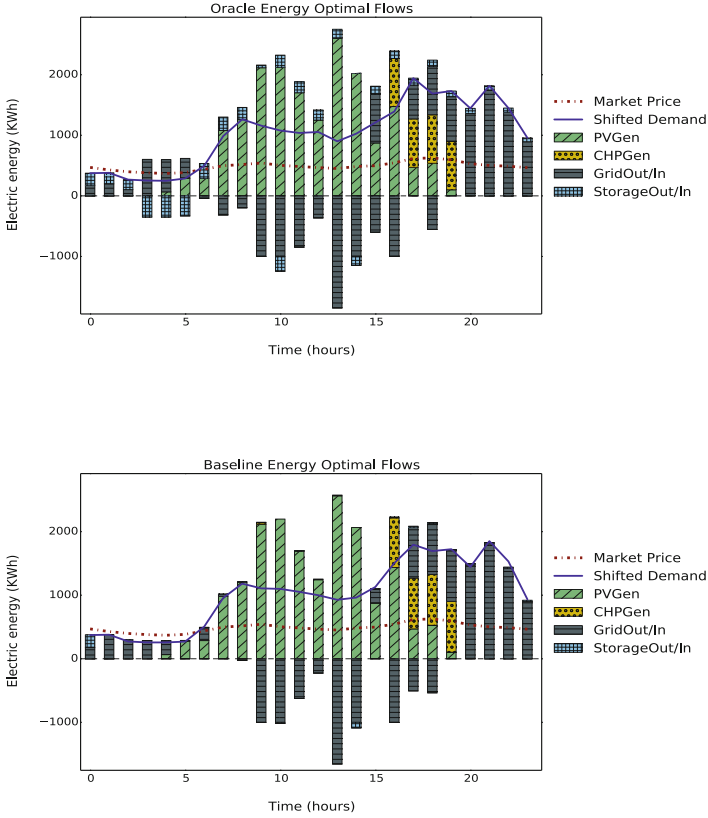 Oracle Energy Optimal Flows
2000
1000
0
−1000
Electric energy (KWh)
0
5
10
15
20
Time (hours)
Market Price
Shifted Demand
PVGen
CHPGen
GridOut/In
StorageOut/In
Baseline Energy Optimal Flows
2000
1000
0
−1000
Electric energy (KWh)
0
5
10
15
20
Time (hours)
Market Price
Shifted Demand
PVGen
CHPGen
GridOut/In
StorageOut/In